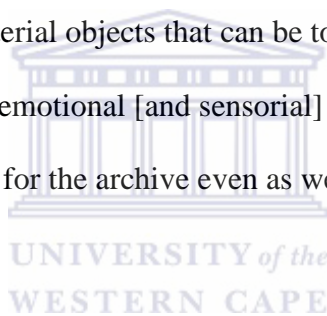 erial objects that can be to
emotional [and sensorial]
for the archive even as we
UNIVERSITY of the
WESTERN CAPE